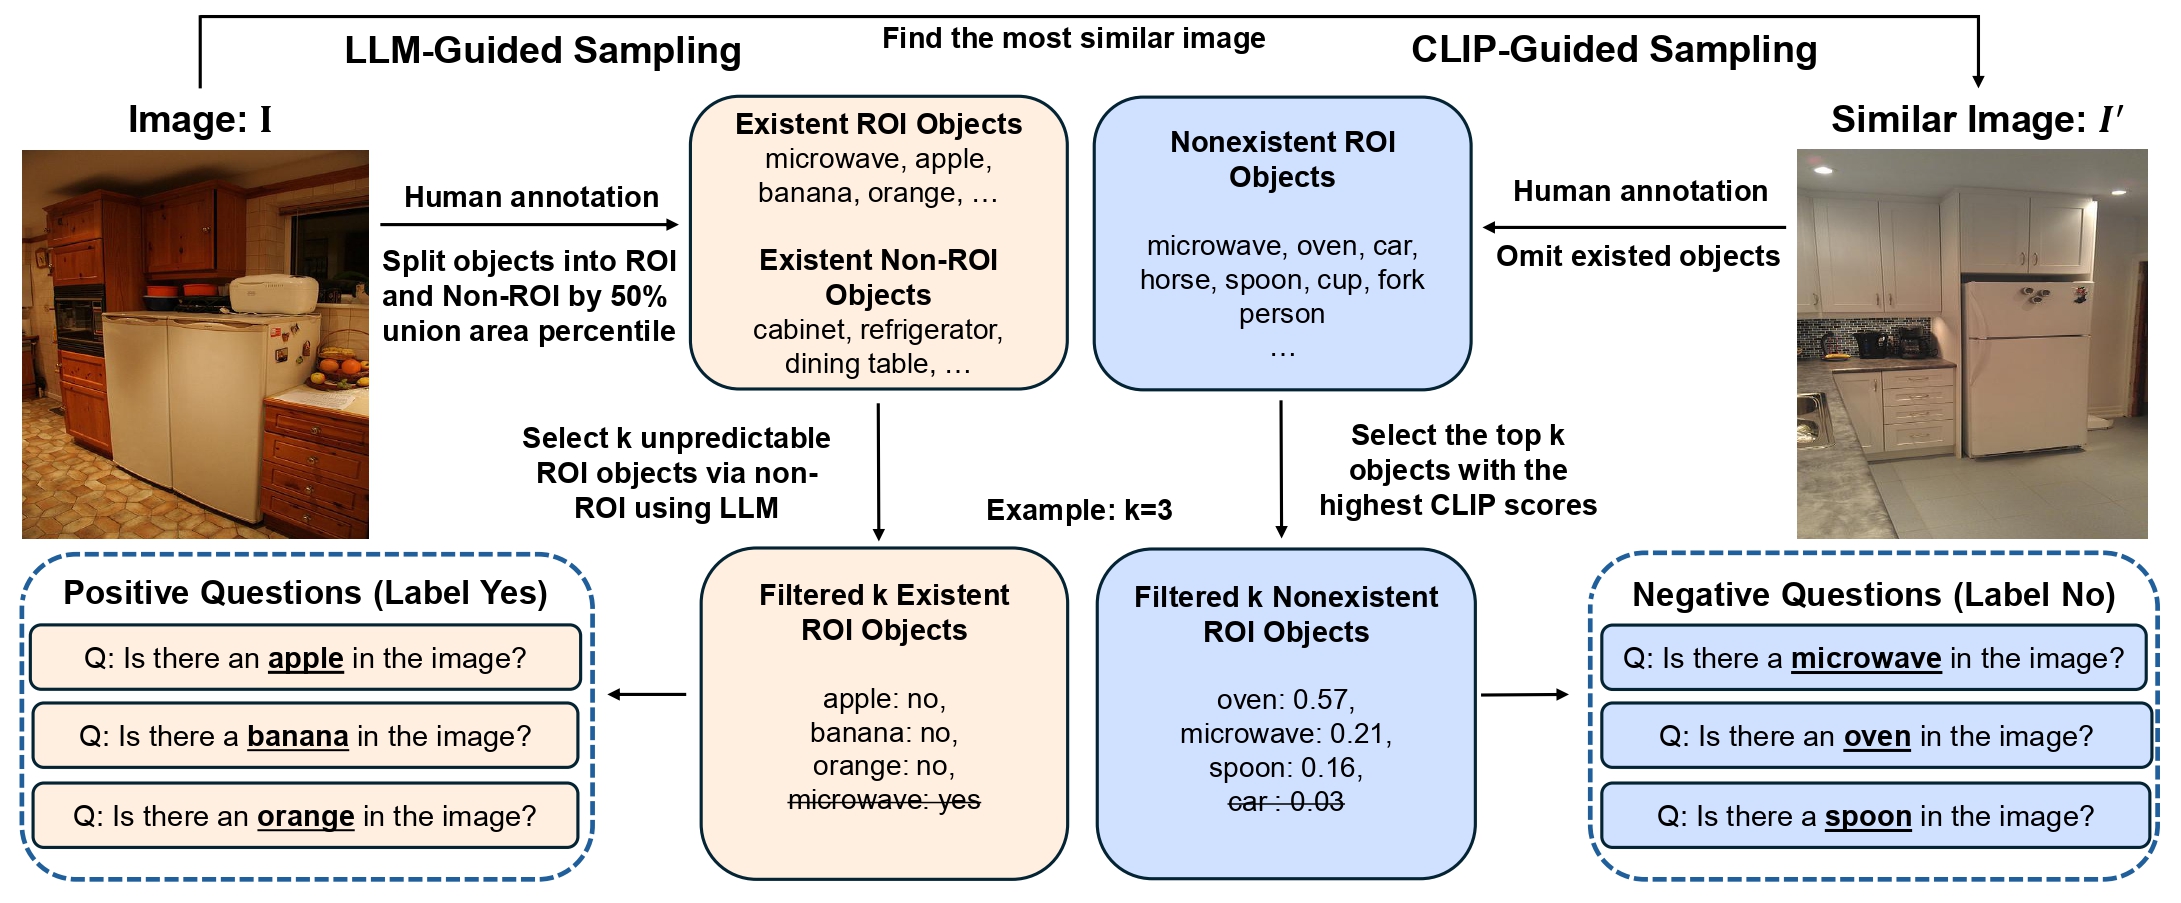 LLM-Guided Sampling
Find the most similar image
CLIP-Guided Sampling
Image: I
Similar Image: I′
Human annotation
Split objects into ROI
and Non-ROI by 50%
union area percentile
Existent ROI Objects
microwave, apple,
banana, orange, …
Existent Non-ROI
Objects
cabinet, refrigerator,
dining table, …
Nonexistent ROI
Objects
microwave, oven, car,
horse, spoon, cup, fork
person
…
Human annotation
Omit existed objects
Select k unpredictable
ROI objects via non-
ROI using LLM
Example: k=3
Select the top k
objects with the
highest CLIP scores
Positive Questions (Label Yes)
Q: Is there an apple in the image?
Q: Is there a banana in the image?
Q: Is there an orange in the image?
Filtered k Existent
ROI Objects
apple: no,
banana: no,
orange: no,
microwave: yes
Filtered k Nonexistent
ROI Objects
oven: 0.57,
microwave: 0.21,
spoon: 0.16,
car : 0.03
Negative Questions (Label No)
Q: Is there a microwave in the image?
Q: Is there an oven in the image?
Q: Is there a spoon in the image?